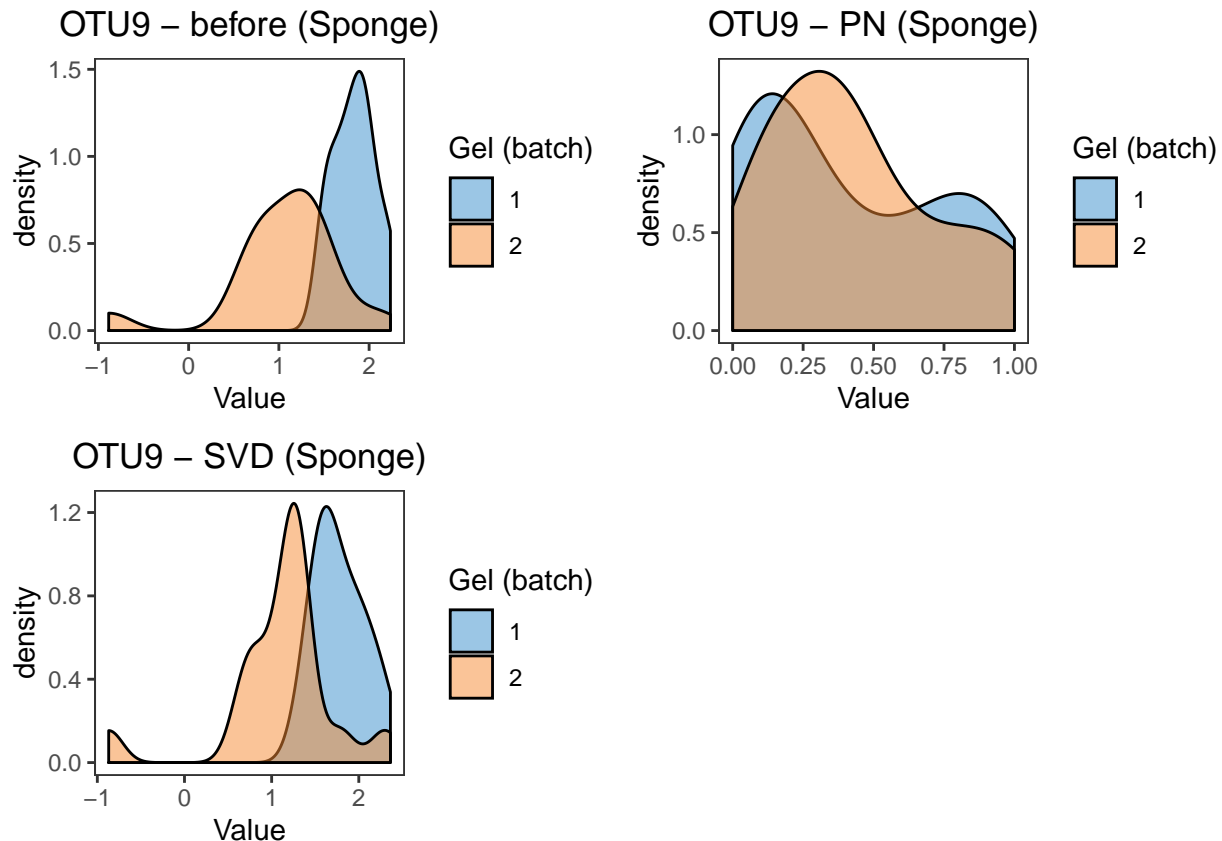 OTU9 – before (Sponge)
1.5
1.0
0.5
0.0
density
−1 0 1 2
Value
Gel (batch)
1
2
OTU9 – PN (Sponge)
1.0
0.5
0.0
density
0.00 0.25 0.50 0.75 1.00
Value
Gel (batch)
1
2
OTU9 – SVD (Sponge)
1.2
0.8
0.4
0.0
density
−1 0 1 2
Value
Gel (batch)
1
2